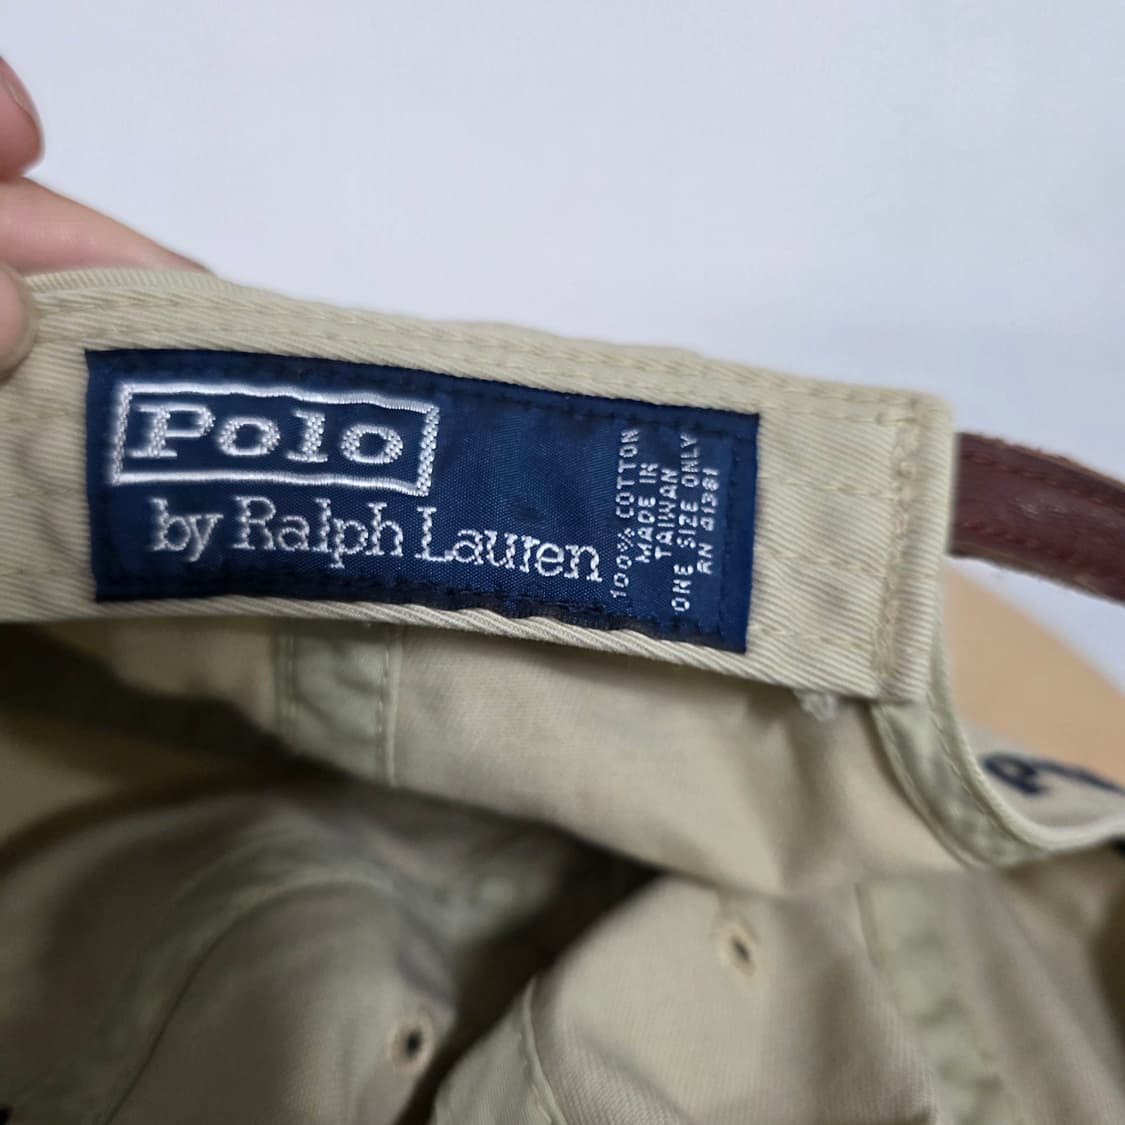 Polo
by Ralph Lauren
100% COTTON
MADE IN
TAIWAN
ONE SIZE ONLY
RN 41381